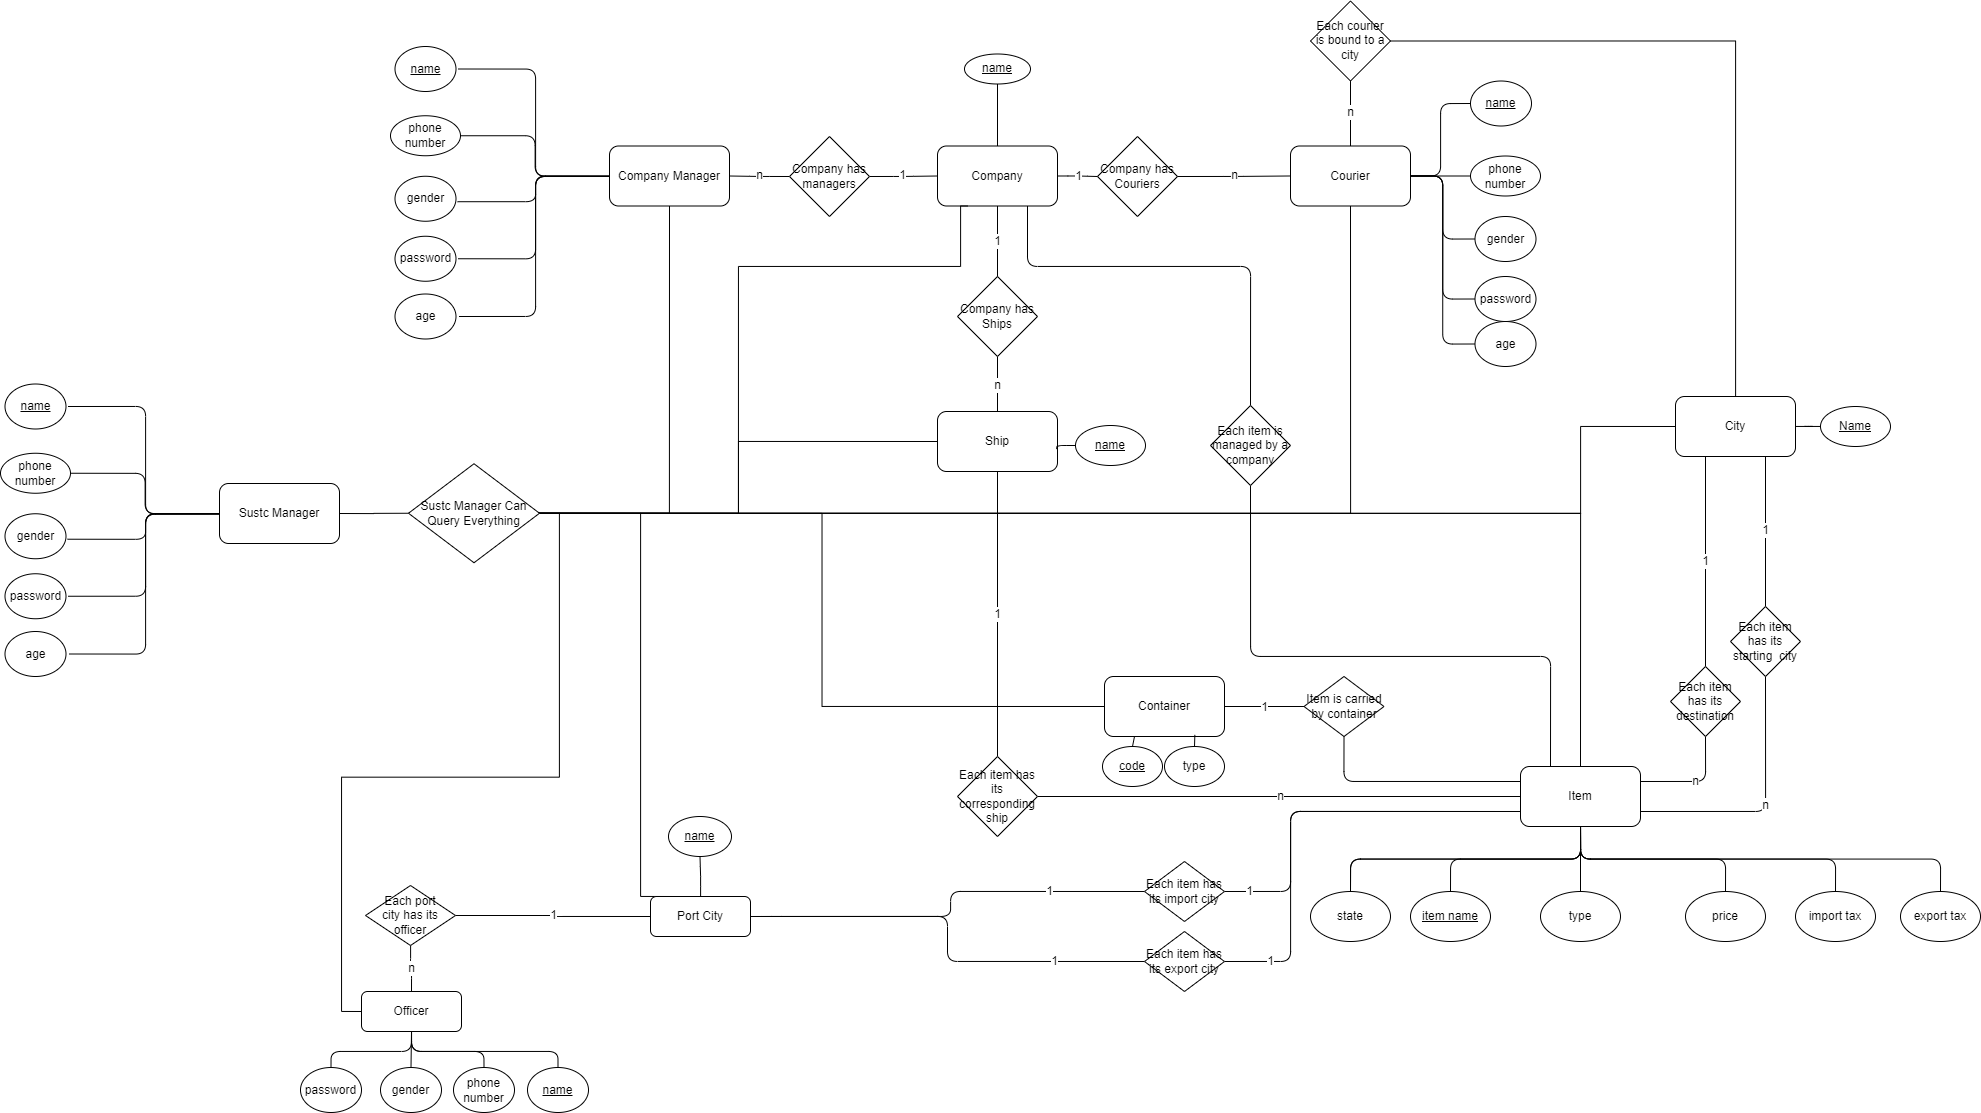 Each courier
is bound to a
city
name
name
name
phone
number
n
Company Manager
n
Company has
managers
1
Company
1
Company has
Couriers
n
Courier
phone
number
gender
password
age
gender
password
age
1
Company has
Ships
n
Ship
name
Each item is
managed by a
company
City
Name
name
phone
number
gender
password
age
Sustc Manager
Sustc Manager Can
Query Everything
1
1
1
Each item
has its
starting city
Each item
has its
destination
Container
1
Item is carried
by container
code
type
Each item has
its
corresponding
ship
n
Item
n
n
name
Each port
city has its
officer
1
Port City
1
Each item has
its import city
1
1
Each item has
its export city
1
state
item name
type
price
import tax
export tax
n
Officer
password
gender
phone
number
name